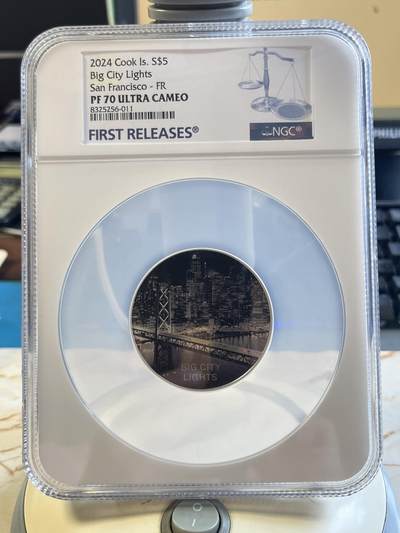 2024 Cook Is. S$5
Big City Lights
San Francisco - FR
PF 70 ULTRA CAMEO
8325256-011
FIRST RELEASES®
NGC®
BIG CITY
LIGHTS
PHILIP